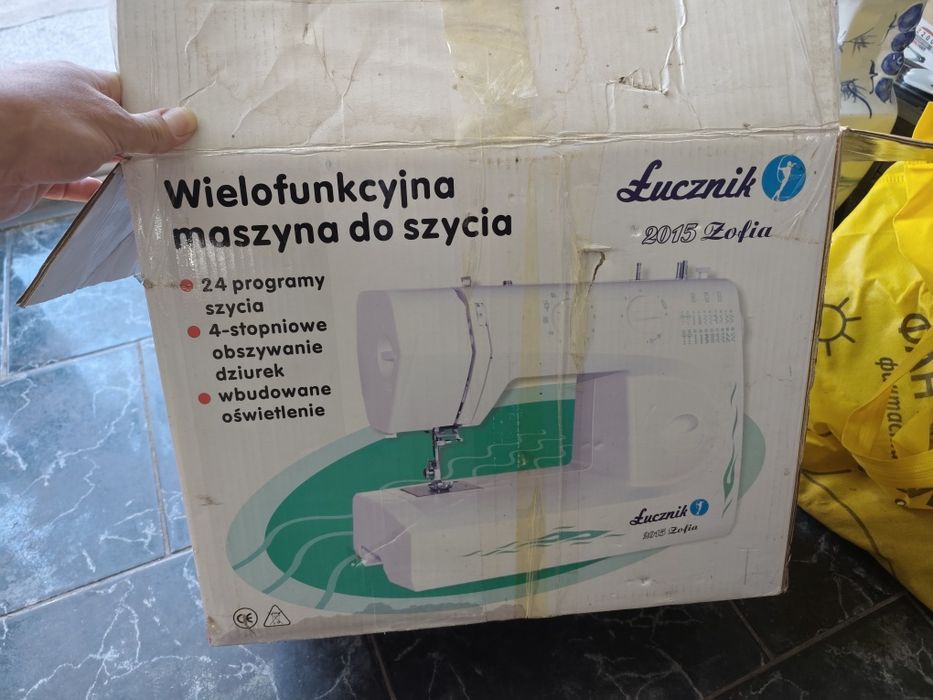 Wielofunkcyjna
maszyna do szycia
Łucznik
2015 Zofia
24 programy
szycia
4-stopniowe
obszywanie
dziurek
wbudowane
oświetlenie
Łucznik
2015 Zofia
CE